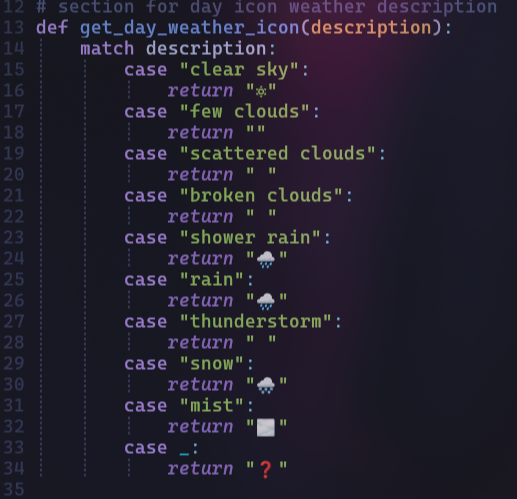 12 # section for day icon weather description
13 def get_day_weather_icon(description):
14     match description:
15         case "clear sky":
16             return "🔯"
17         case "few clouds":
18             return ""
19         case "scattered clouds":
20             return " "
21         case "broken clouds":
22             return " "
23         case "shower rain":
24             return "🌧️"
25         case "rain":
26             return "🌧️"
27         case "thunderstorm":
28             return " "
29         case "snow":
30             return "🌨️"
31         case "mist":
32             return "🌫️"
33         case _:
34             return "❓"
35